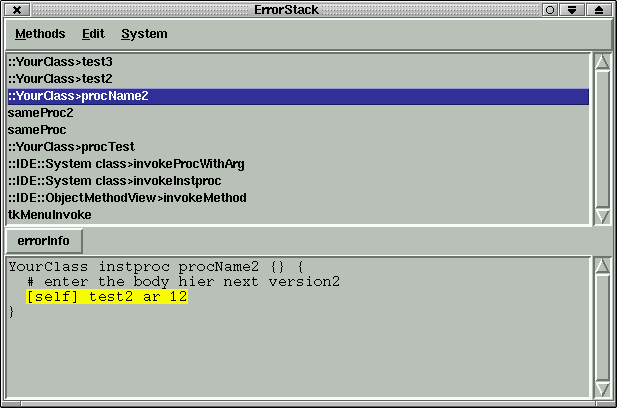 ErrorStack
Methods Edit System
::YourClass>test3
::YourClass>test2
::YourClass>procName2
sameProc2
sameProc
::YourClass>procTest
::IDE::System class>invokeProcWithArg
::IDE::System class>invokeInstproc
::IDE::ObjectMethodView>invokeMethod
tkMenuInvoke
errorInfo
YourClass instproc procName2 {} {
  # enter the body hier next version2
  [self] test2 ar 12
}